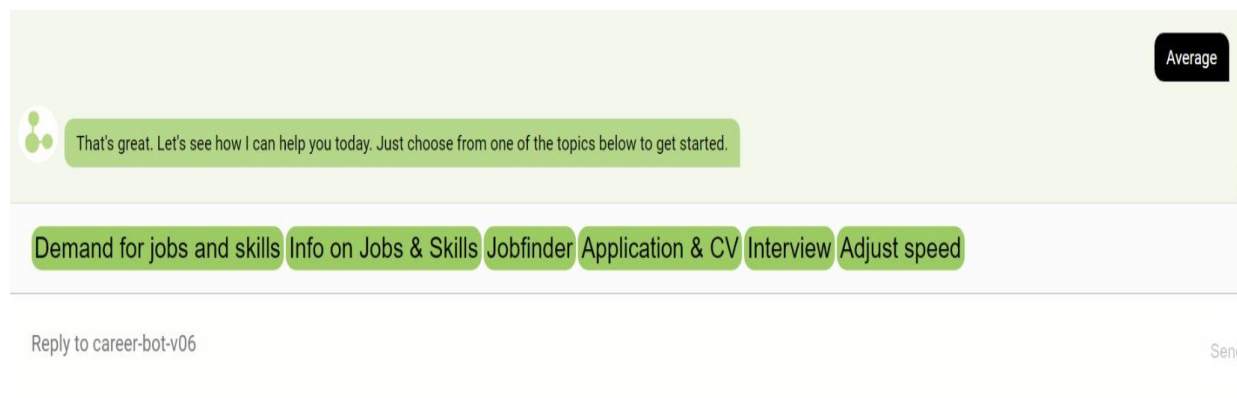 Average
That's great. Let's see how I can help you today. Just choose from one of the topics below to get started.
Demand for jobs and skills Info on Jobs & Skills Jobfinder Application & CV Interview Adjust speed
Reply to career-bot-v06